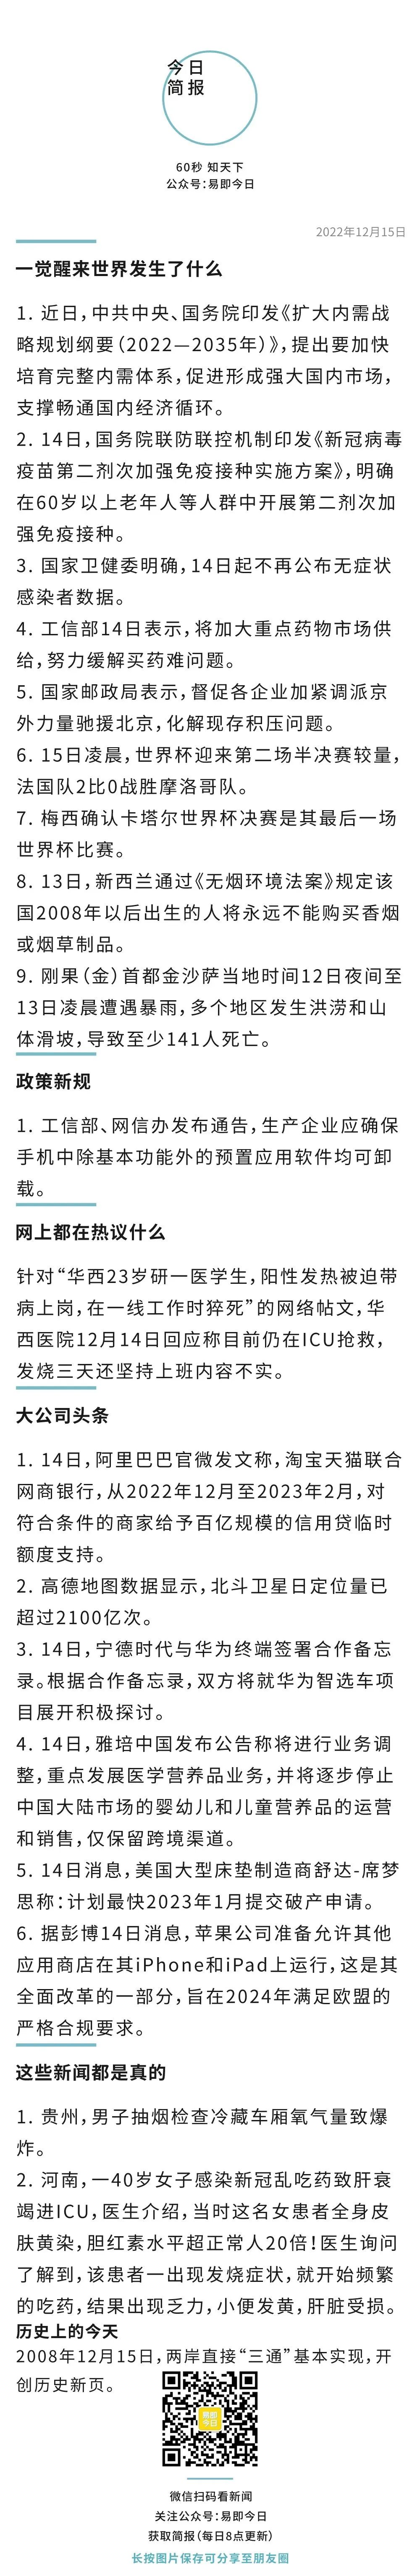 今日
简报
60秒 知天下
公众号：易即今日
2022年12月15日
一觉醒来世界发生了什么
1. 近日，中共中央、国务院印发《扩大内需战
略规划纲要（2022—2035年）》，提出要加快
培育完整内需体系，促进形成强大国内市场，
支撑畅通国内经济循环。
2. 14日，国务院联防联控机制印发《新冠病毒
疫苗第二剂次加强免疫接种实施方案》，明确
在60岁以上老年人等人群中开展第二剂次加
强免疫接种。
3. 国家卫健委明确，14日起不再公布无症状
感染者数据。
4. 工信部14日表示，将加大重点药物市场供
给，努力缓解买药难问题。
5. 国家邮政局表示，督促各企业加紧调派京
外力量驰援北京，化解现存积压问题。
6. 15日凌晨，世界杯迎来第二场半决赛较量，
法国队2比0战胜摩洛哥队。
7. 梅西确认卡塔尔世界杯决赛是其最后一场
世界杯比赛。
8. 13日，新西兰通过《无烟环境法案》规定该
国2008年以后出生的人将永远不能购买香烟
或烟草制品。
9. 刚果（金）首都金沙萨当地时间12日夜间至
13日凌晨遭遇暴雨，多个地区发生洪涝和山
体滑坡，导致至少141人死亡。
政策新规
1. 工信部、网信办发布通告，生产企业应确保
手机中除基本功能外的预置应用软件均可卸
载。
网上都在热议什么
针对“华西23岁研一医学生，阳性发热被迫带
病上岗，在一线工作时猝死”的网络帖文，华
西医院12月14日回应称目前仍在ICU抢救，
发烧三天还坚持上班内容不实。
大公司头条
1. 14日，阿里巴巴官微发文称，淘宝天猫联合
网商银行，从2022年12月至2023年2月，对
符合条件的商家给予百亿规模的信用贷临时
额度支持。
2. 高德地图数据显示，北斗卫星日定位量已
超过2100亿次。
3. 14日，宁德时代与华为终端签署合作备忘
录。根据合作备忘录，双方将就华为智选车项
目展开积极探讨。
4. 14日，雅培中国发布公告称将进行业务调
整，重点发展医学营养品业务，并将逐步停止
中国大陆市场的婴幼儿和儿童营养品的运营
和销售，仅保留跨境渠道。
5. 14日消息，美国大型床垫制造商舒达-席梦
思称：计划最快2023年1月提交破产申请。
6. 据彭博14日消息，苹果公司准备允许其他
应用商店在其iPhone和iPad上运行，这是其
全面改革的一部分，旨在2024年满足欧盟的
严格合规要求。
这些新闻都是真的
1. 贵州，男子抽烟检查冷藏车厢氧气量致爆
炸。
2. 河南，一40岁女子感染新冠乱吃药致肝衰
竭进ICU，医生介绍，当时这名女患者全身皮
肤黄染，胆红素水平超正常人20倍！医生询问
了解到，该患者一出现发烧症状，就开始频繁
的吃药，结果出现乏力，小便发黄，肝脏受损。
历史上的今天
2008年12月15日，两岸直接“三通”基本实现，开
创历史新页。
易即
今日
微信扫码看新闻
关注公众号：易即今日
获取简报（每日8点更新）
长按图片保存可分享至朋友圈